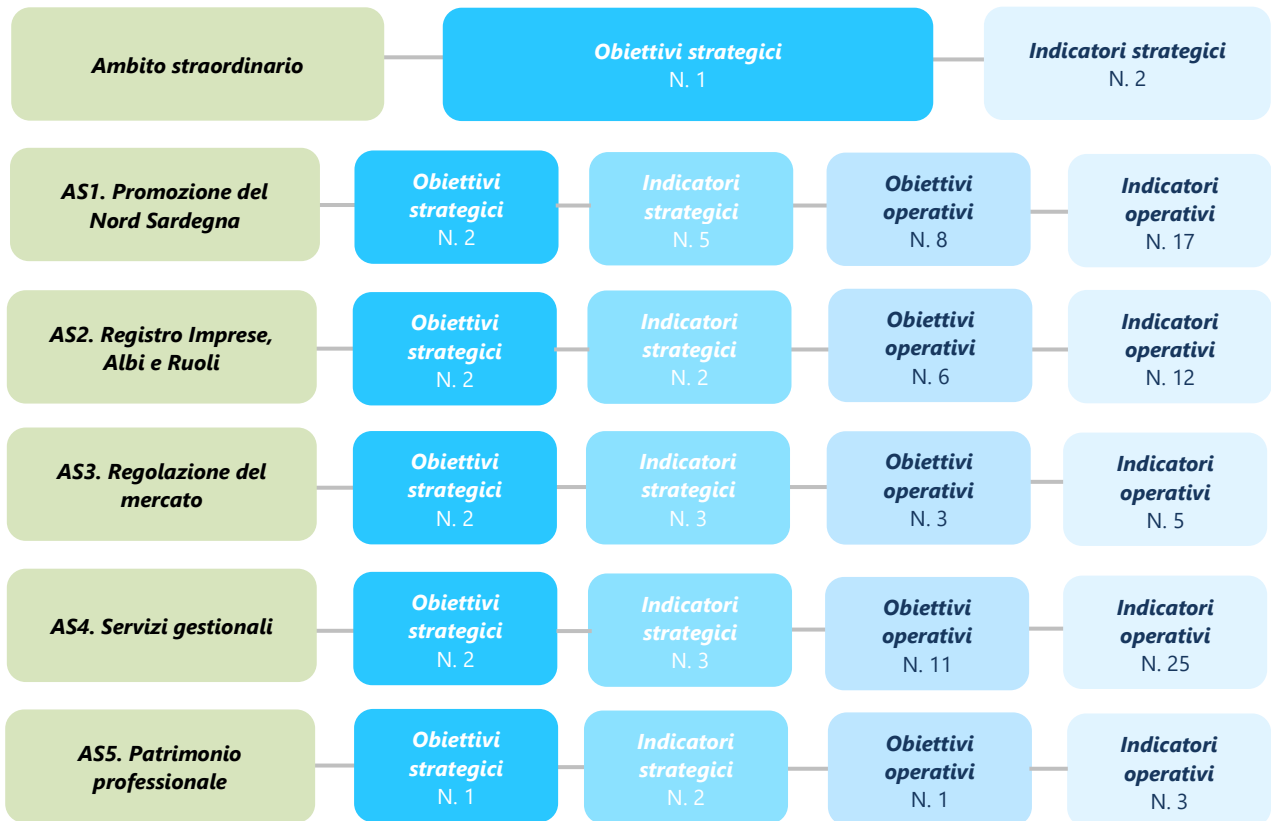 Ambito straordinario
Obiettivi strategici
N. 1
Indicatori strategici
N. 2
AS1. Promozione del
Nord Sardegna
Obiettivi
strategici
N. 2
Indicatori
strategici
N. 5
Obiettivi
operativi
N. 8
Indicatori
operativi
N. 17
AS2. Registro Imprese,
Albi e Ruoli
Obiettivi
strategici
N. 2
Indicatori
strategici
N. 2
Obiettivi
operativi
N. 6
Indicatori
operativi
N. 12
AS3. Regolazione del
mercato
Obiettivi
strategici
N. 2
Indicatori
strategici
N. 3
Obiettivi
operativi
N. 3
Indicatori
operativi
N. 5
AS4. Servizi gestionali
Obiettivi
strategici
N. 2
Indicatori
strategici
N. 3
Obiettivi
operativi
N. 11
Indicatori
operativi
N. 25
AS5. Patrimonio
professionale
Obiettivi
strategici
N. 1
Indicatori
strategici
N. 2
Obiettivi
operativi
N. 1
Indicatori
operativi
N. 3